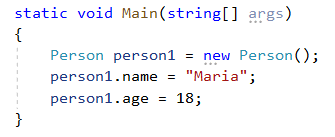 static void Main(string[] args)
{
    Person person1 = new Person();
    person1.name = "Maria";
    person1.age = 18;
}